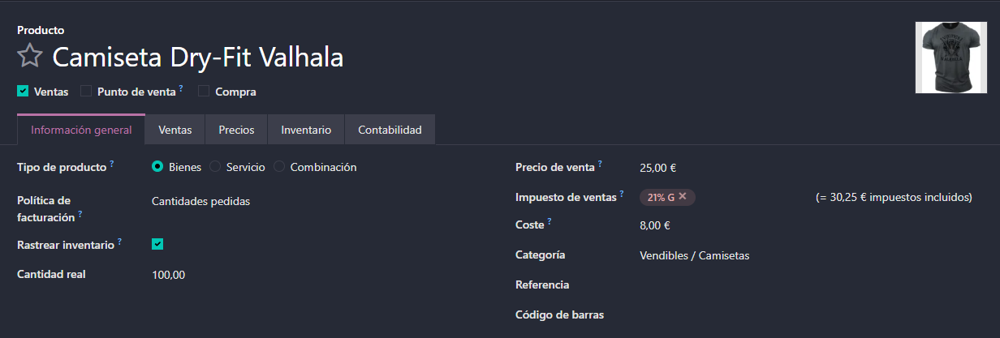 Producto
Camiseta Dry-Fit Valhala
Ventas Punto de venta ? Compra
Información general Ventas Precios Inventario Contabilidad
Tipo de producto ? Bienes Servicio Combinación
Política de
facturación ? Cantidades pedidas
Rastrear inventario ?
Cantidad real 100,00
Precio de venta ? 25,00 €
Impuesto de ventas ? 21% G × (= 30,25 € impuestos incluidos)
Coste ? 8,00 €
Categoría Vendibles / Camisetas
Referencia
Código de barras